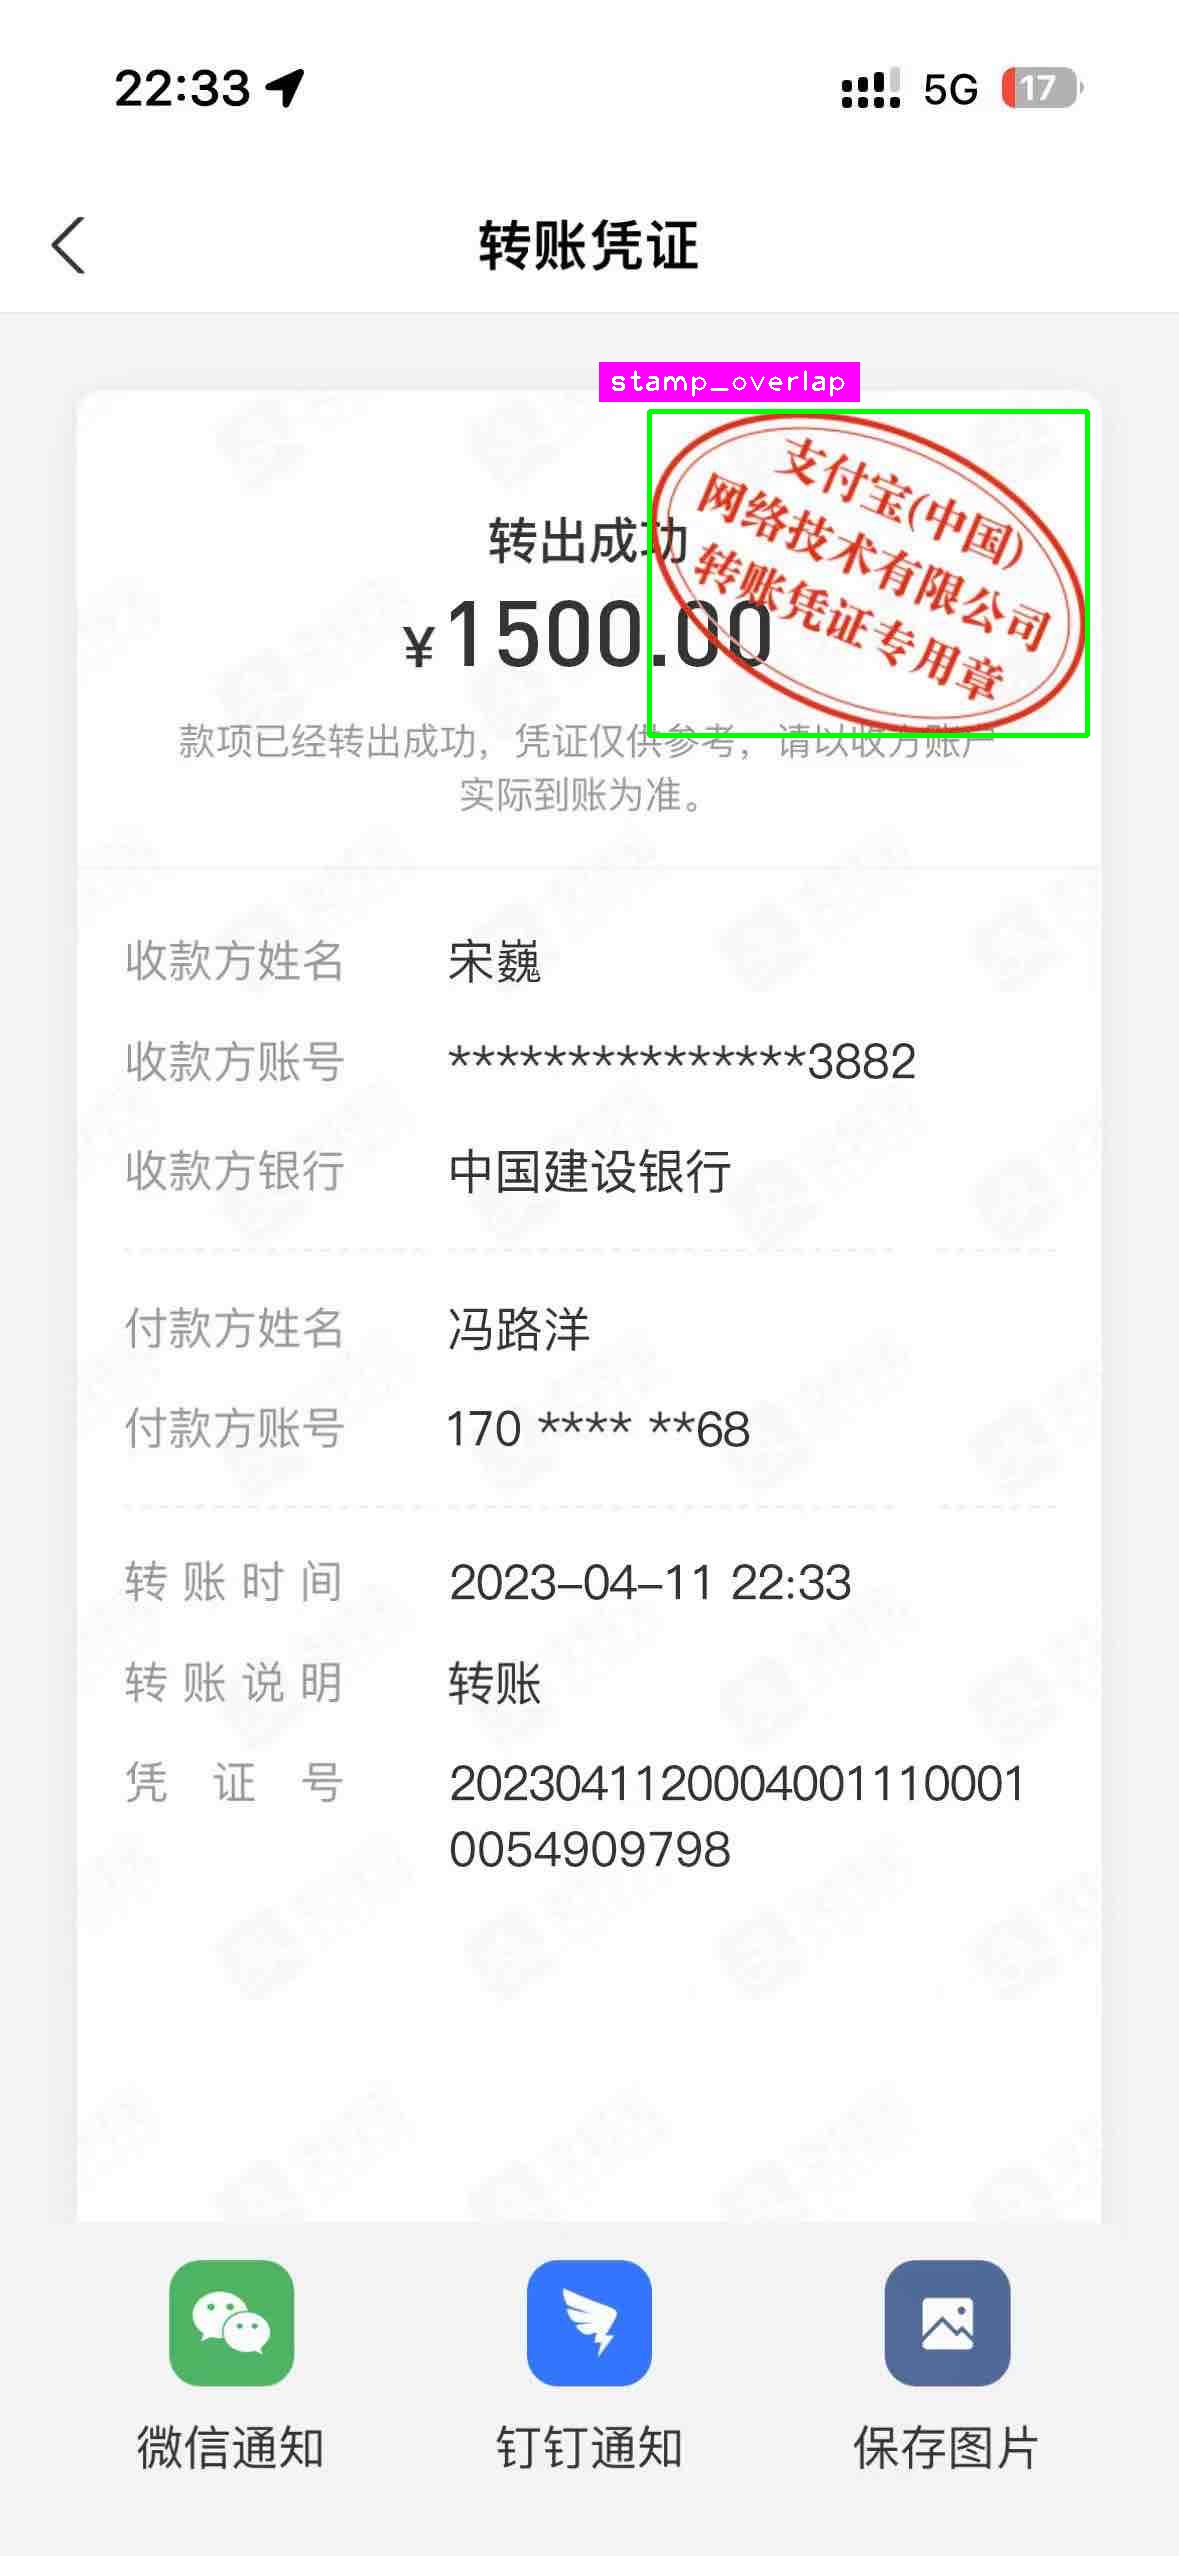 22:33 5G 17
转账凭证
stamp_overlap
支付宝(中国)
网络技术有限公司
转账凭证专用章
转出成功
¥1500.00
款项已经转出成功，凭证仅供参考，请以收方账户
实际到账为准。
收款方姓名 宋巍
收款方账号 ***************3882
收款方银行 中国建设银行
付款方姓名 冯路洋
付款方账号 170 **** **68
转账时间 2023-04-11 22:33
转账说明 转账
凭证号 2023041120004001110001
0054909798
微信通知 钉钉通知 保存图片